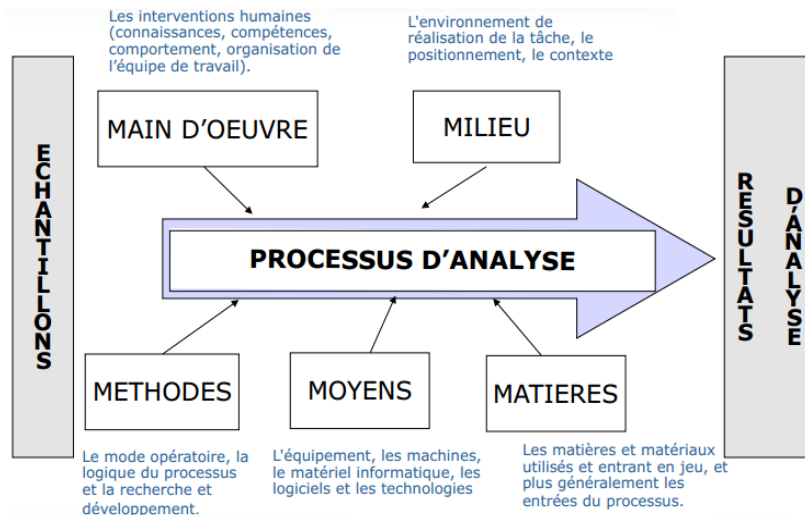 Les interventions humaines
(connaissances, compétences,
comportement, organisation de
l'équipe de travail).
L'environnement de
réalisation de la tâche, le
positionnement, le contexte
MAIN D'OEUVRE
MILIEU
ECHANTILLONS
PROCESSUS D'ANALYSE
RESULTATS
D'ÁNALYSE
METHODES
MOYENS
MATIERES
Le mode opératoire, la
logique du processus
et la recherche et
développement.
L'équipement, les machines,
le matériel informatique, les
logiciels et les technologies
Les matières et matériaux
utilisés et entrant en jeu, et
plus généralement les
entrées du processus.